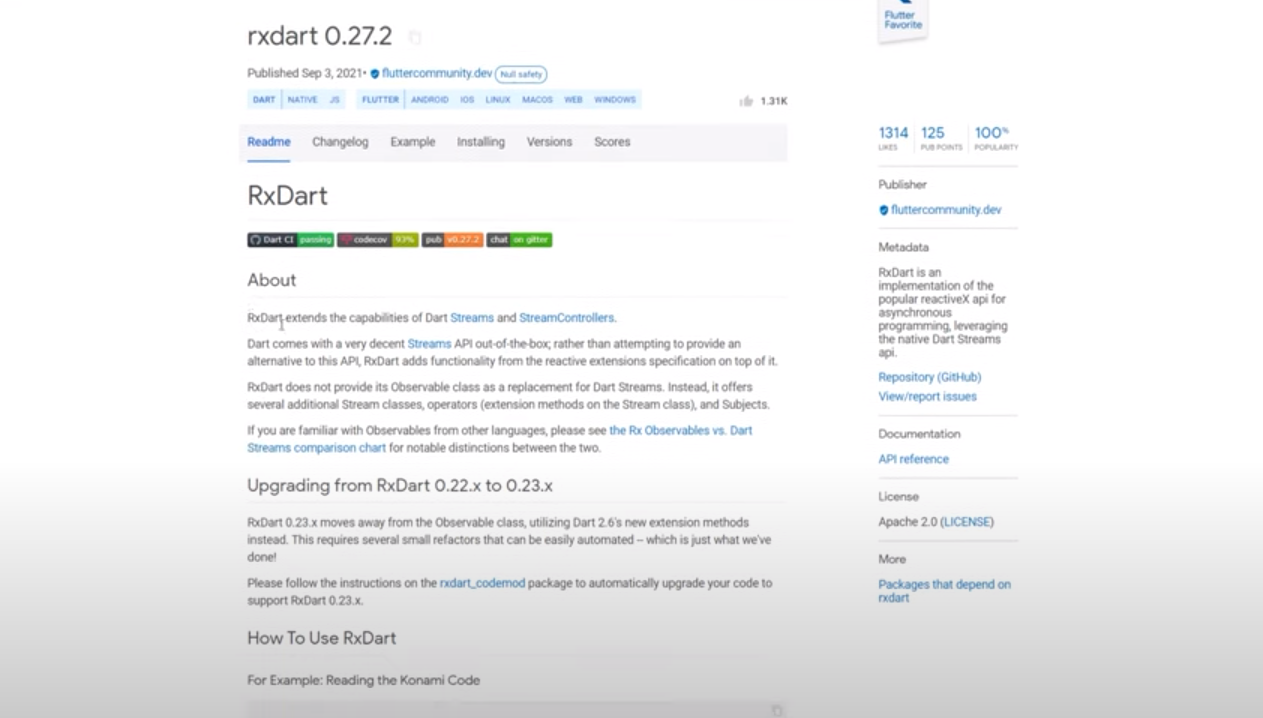 Flutter
Favorite
rxdart 0.27.2
Published Sep 3, 2021• fluttercommunity.dev Null safety
DART NATIVE JS FLUTTER ANDROID IOS LINUX MACOS WEB WINDOWS
1.31K
Readme Changelog Example Installing Versions Scores
RxDart
Dart CI passing codecov 93% pub v0.27.2 chat on gitter
About
RxDart extends the capabilities of Dart Streams and StreamControllers.
Dart comes with a very decent Streams API out-of-the-box; rather than attempting to provide an
alternative to this API, RxDart adds functionality from the reactive extensions specification on top of it.
RxDart does not provide its Observable class as a replacement for Dart Streams. Instead, it offers
several additional Stream classes, operators (extension methods on the Stream class), and Subjects.
If you are familiar with Observables from other languages, please see the Rx Observables vs. Dart
Streams comparison chart for notable distinctions between the two.
Upgrading from RxDart 0.22.x to 0.23.x
RxDart 0.23.x moves away from the Observable class, utilizing Dart 2.6's new extension methods
instead. This requires several small refactors that can be easily automated – which is just what we've
done!
Please follow the instructions on the rxdart_codemod package to automatically upgrade your code to
support RxDart 0.23.x.
How To Use RxDart
For Example: Reading the Konami Code
1314 125 100%
LIKES PUB POINTS POPULARITY
Publisher
fluttercommunity.dev
Metadata
RxDart is an
implementation of the
popular reactiveX api for
asynchronous
programming, leveraging
the native Dart Streams
api.
Repository (GitHub)
View/report issues
Documentation
API reference
License
Apache 2.0 (LICENSE)
More
Packages that depend on
rxdart